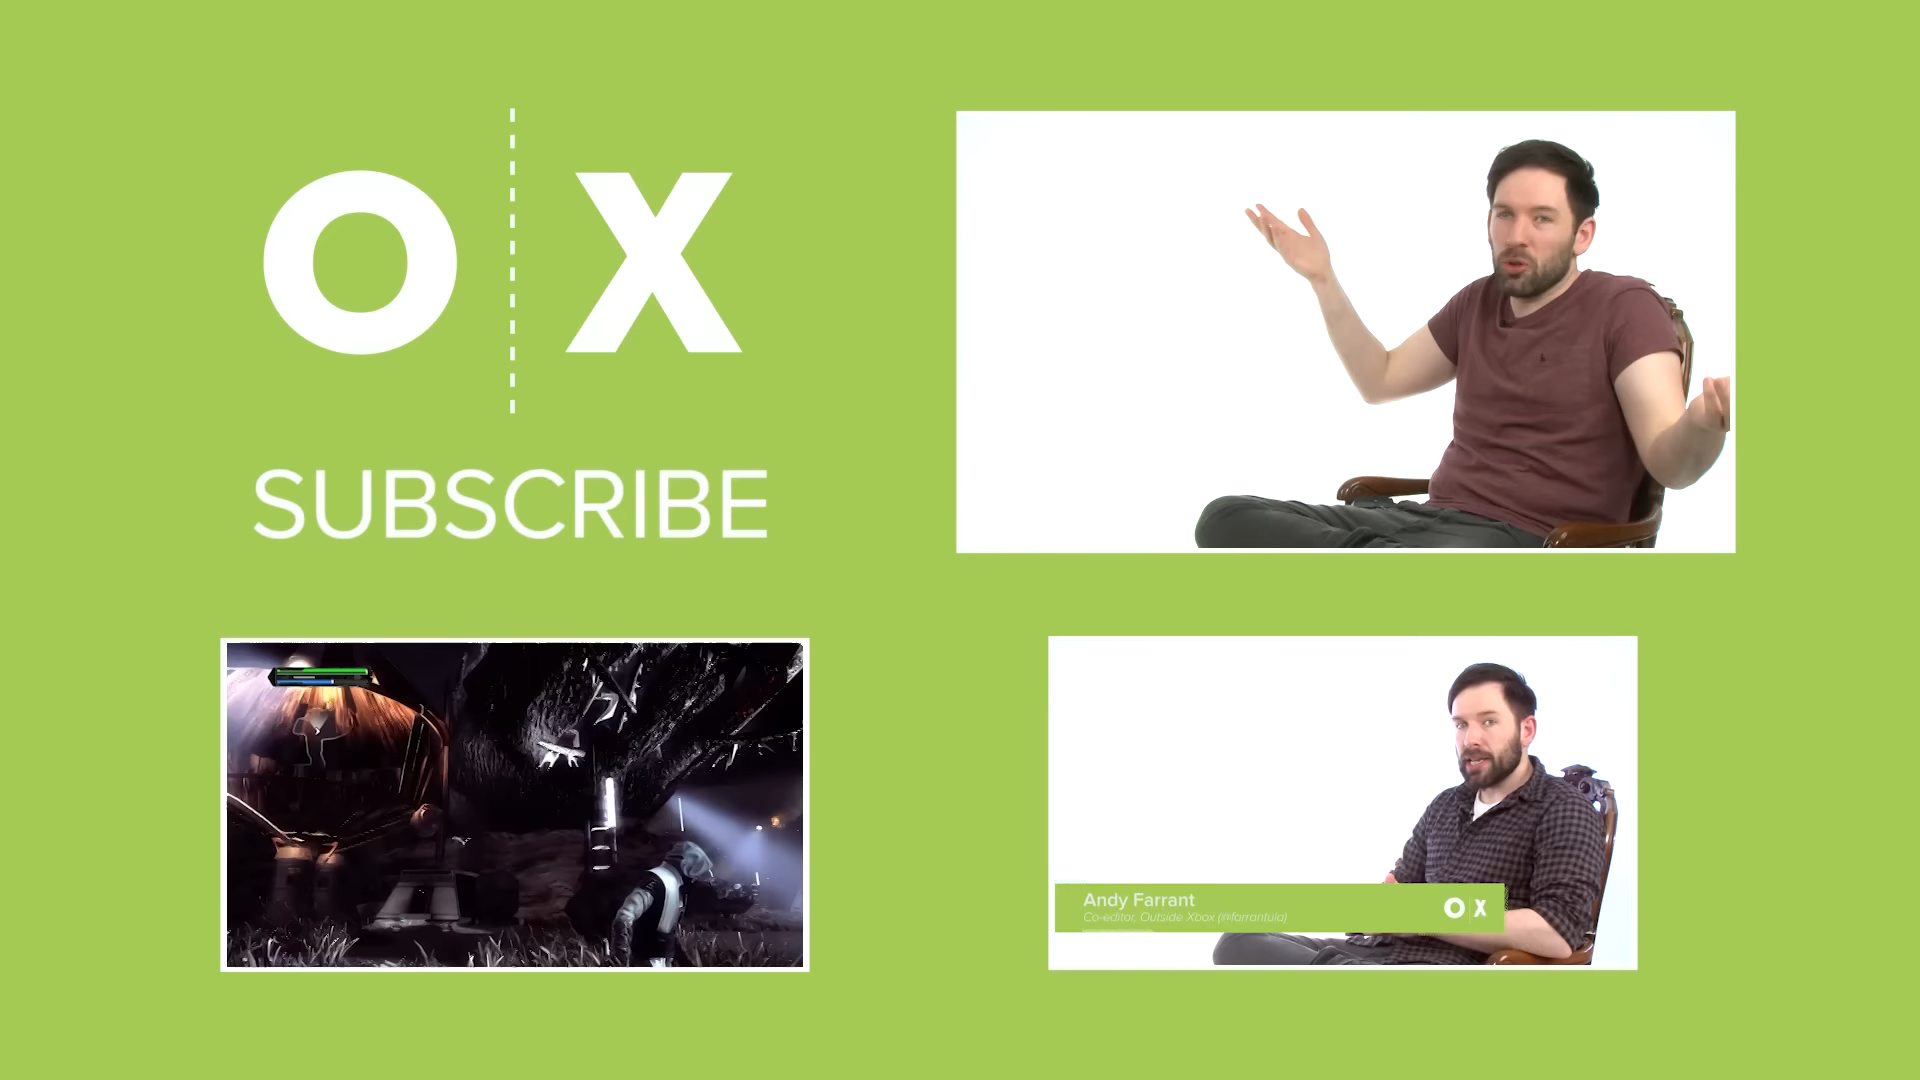 O X
SUBSCRIBE
Andy Farrant
Co-editor, Outside Xbox (@farrantula)
O X